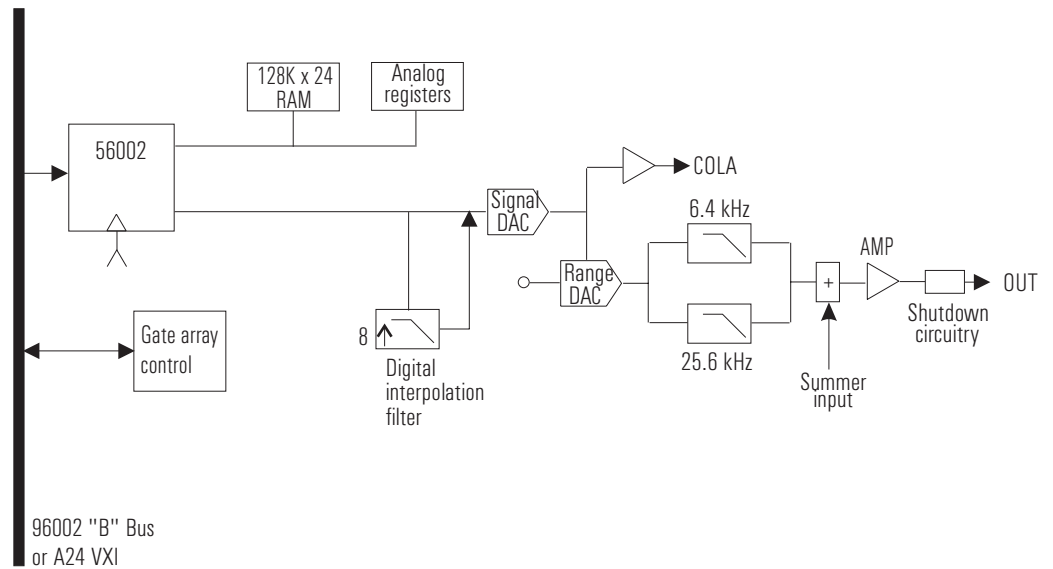 128K x 24
RAM
Analog
registers
56002
COLA
Signal
DAC
6.4 kHz
AMP
Range
DAC
+
OUT
Shutdown
circuitry
Gate array
control
8
25.6 kHz
Digital
interpolation
filter
Summer
input
96002 "B" Bus
or A24 VXI